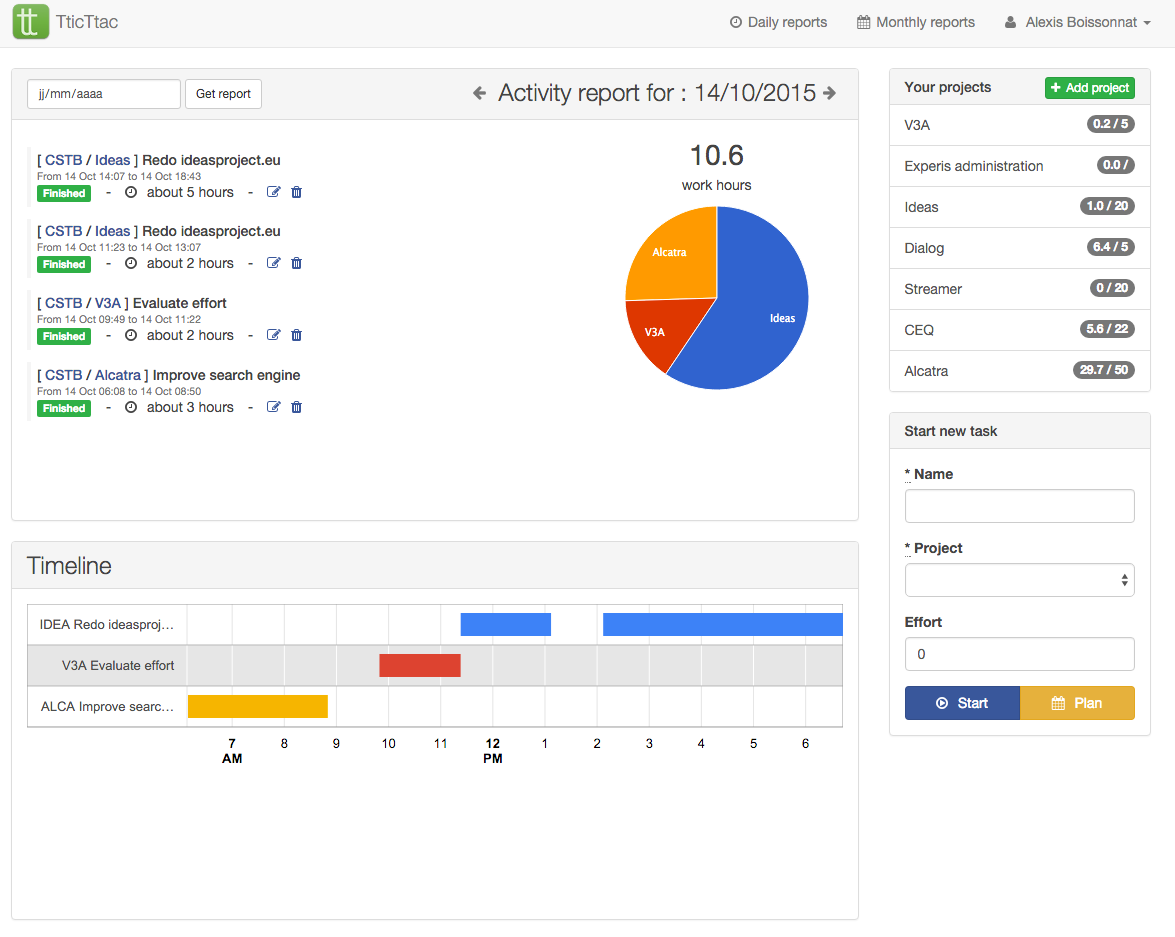 tt TticTtac
Daily reports Monthly reports Alexis Boissonnat
jj/mm/aaaa Get report Activity report for : 14/10/2015
[ CSTB / Ideas ] Redo ideasproject.eu
From 14 Oct 14:07 to 14 Oct 18:43
Finished - about 5 hours -
[ CSTB / Ideas ] Redo ideasproject.eu
From 14 Oct 11:23 to 14 Oct 13:07
Finished - about 2 hours -
[ CSTB / V3A ] Evaluate effort
From 14 Oct 09:49 to 14 Oct 11:22
Finished - about 2 hours -
[ CSTB / Alcatra ] Improve search engine
From 14 Oct 06:08 to 14 Oct 08:50
Finished - about 3 hours -
10.6
work hours
Alcatra
Ideas
V3A
Timeline
IDEA Redo ideasproj...
V3A Evaluate effort
ALCA Improve searc...
7 8 9 10 11 12 1 2 3 4 5 6
AM PM
Your projects + Add project
V3A 0.2 / 5
Experis administration 0.0 /
Ideas 1.0 / 20
Dialog 6.4 / 5
Streamer 0 / 20
CEQ 5.6 / 22
Alcatra 29.7 / 50
Start new task
* Name
* Project
Effort
0
Start Plan